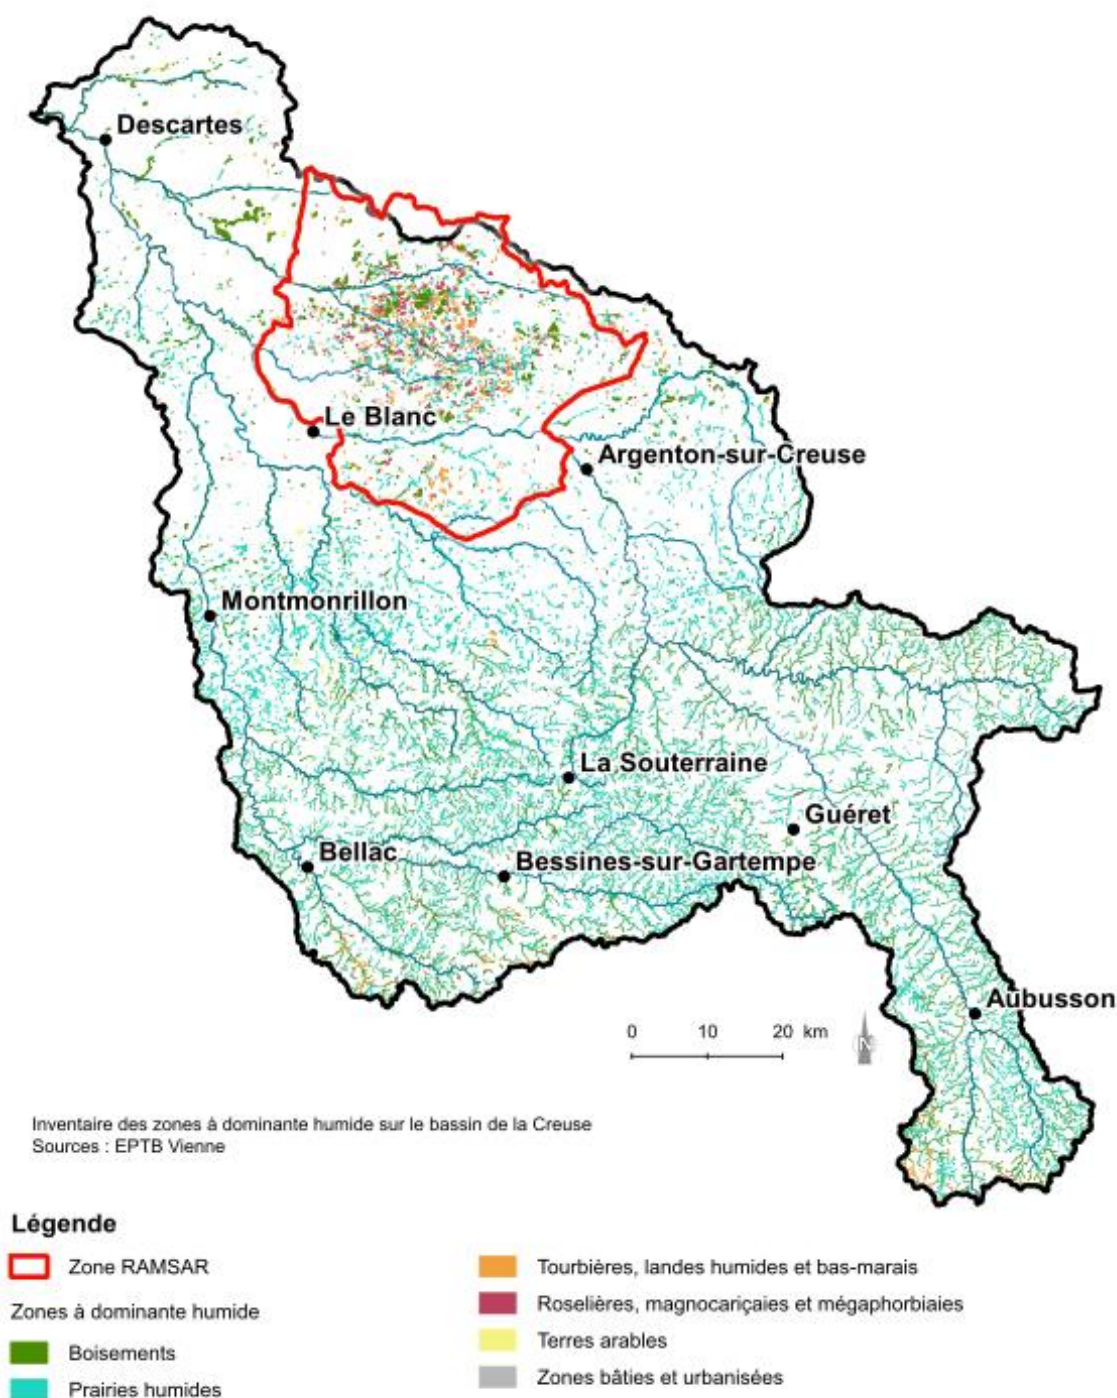 Descartes
Le Blanc
Argenton-sur-Creuse
Montmonrillon
La Souterraine
Guéret
Bellac
Bessines-sur-Gartempe
Aubusson
0 10 20 km
N
Inventaire des zones à dominante humide sur le bassin de la Creuse
Sources : EPTB Vienne
Légende
Zone RAMSAR
Zones à dominante humide
Boisements
Prairies humides
Tourbières, landes humides et bas-marais
Roselières, magnocariçaies et mégaphorbiaies
Terres arables
Zones bâties et urbanisées